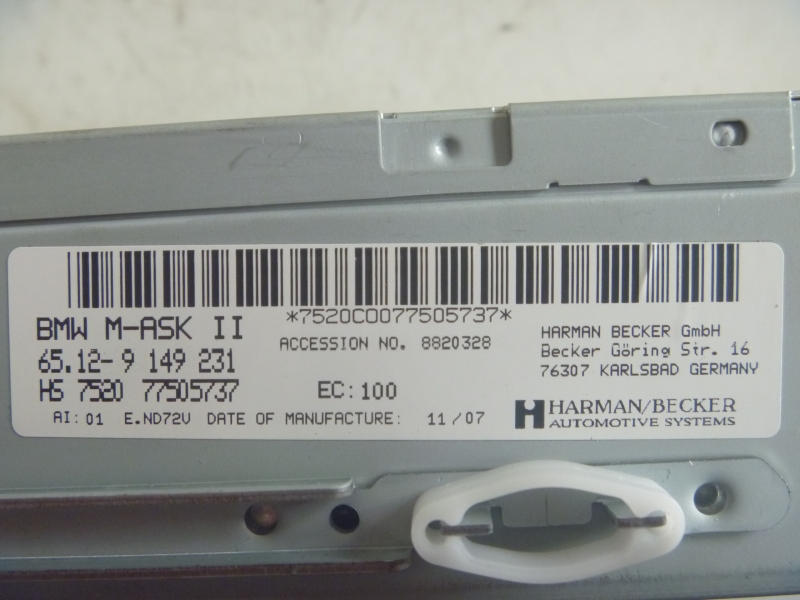 *7520C0077505737*
BMW M-ASK II
ACCESSION NO. 8820328
65.12-9 149 231
HS 7520 77505737
EC: 100
AI: 01 E.ND72V DATE OF MANUFACTURE: 11/07
HARMAN BECKER GmbH
Becker Göring Str. 16
76307 KARLSBAD GERMANY
HARMAN/BECKER
AUTOMOTIVE SYSTEMS